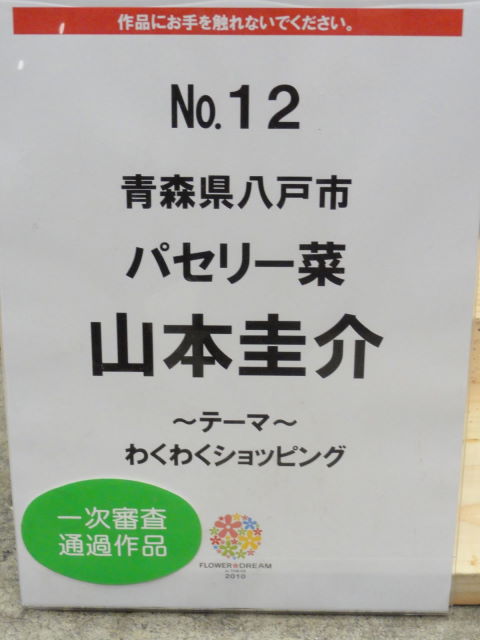 作品にお手を触れないでください。
No.12
青森県八戸市
パセリー菜
山本圭介
～テーマ～
わくわくショッピング
一次審査
通過作品
FLOWER DREAM
2010